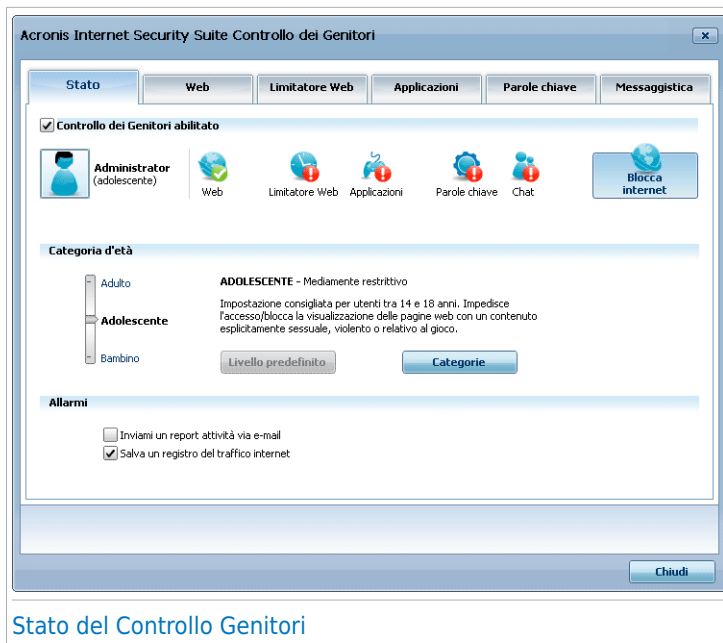 Acronis Internet Security Suite Controllo dei Genitori
Stato
Web
Limitatore Web
Applicazioni
Parole chiave
Messaggistica
Controllo dei Genitori abilitato
Administrator
(adolescente)
Web
Limitatore Web
Applicazioni
Parole chiave
Chat
Blocca
internet
Categoria d'età
Adulto
Adolescente
Bambino
ADOLESCENTE - Mediamente restrittivo
Impostazione consigliata per utenti tra 14 e 18 anni. Impedisce
l'accesso/blocca la visualizzazione delle pagine web con un contenuto
esplicitamente sessuale, violento o relativo al gioco.
Livello predefinito
Categorie
Allarmi
Inviami un report attività via e-mail
Salva un registro del traffico internet
Chiudi
Stato del Controllo Genitori